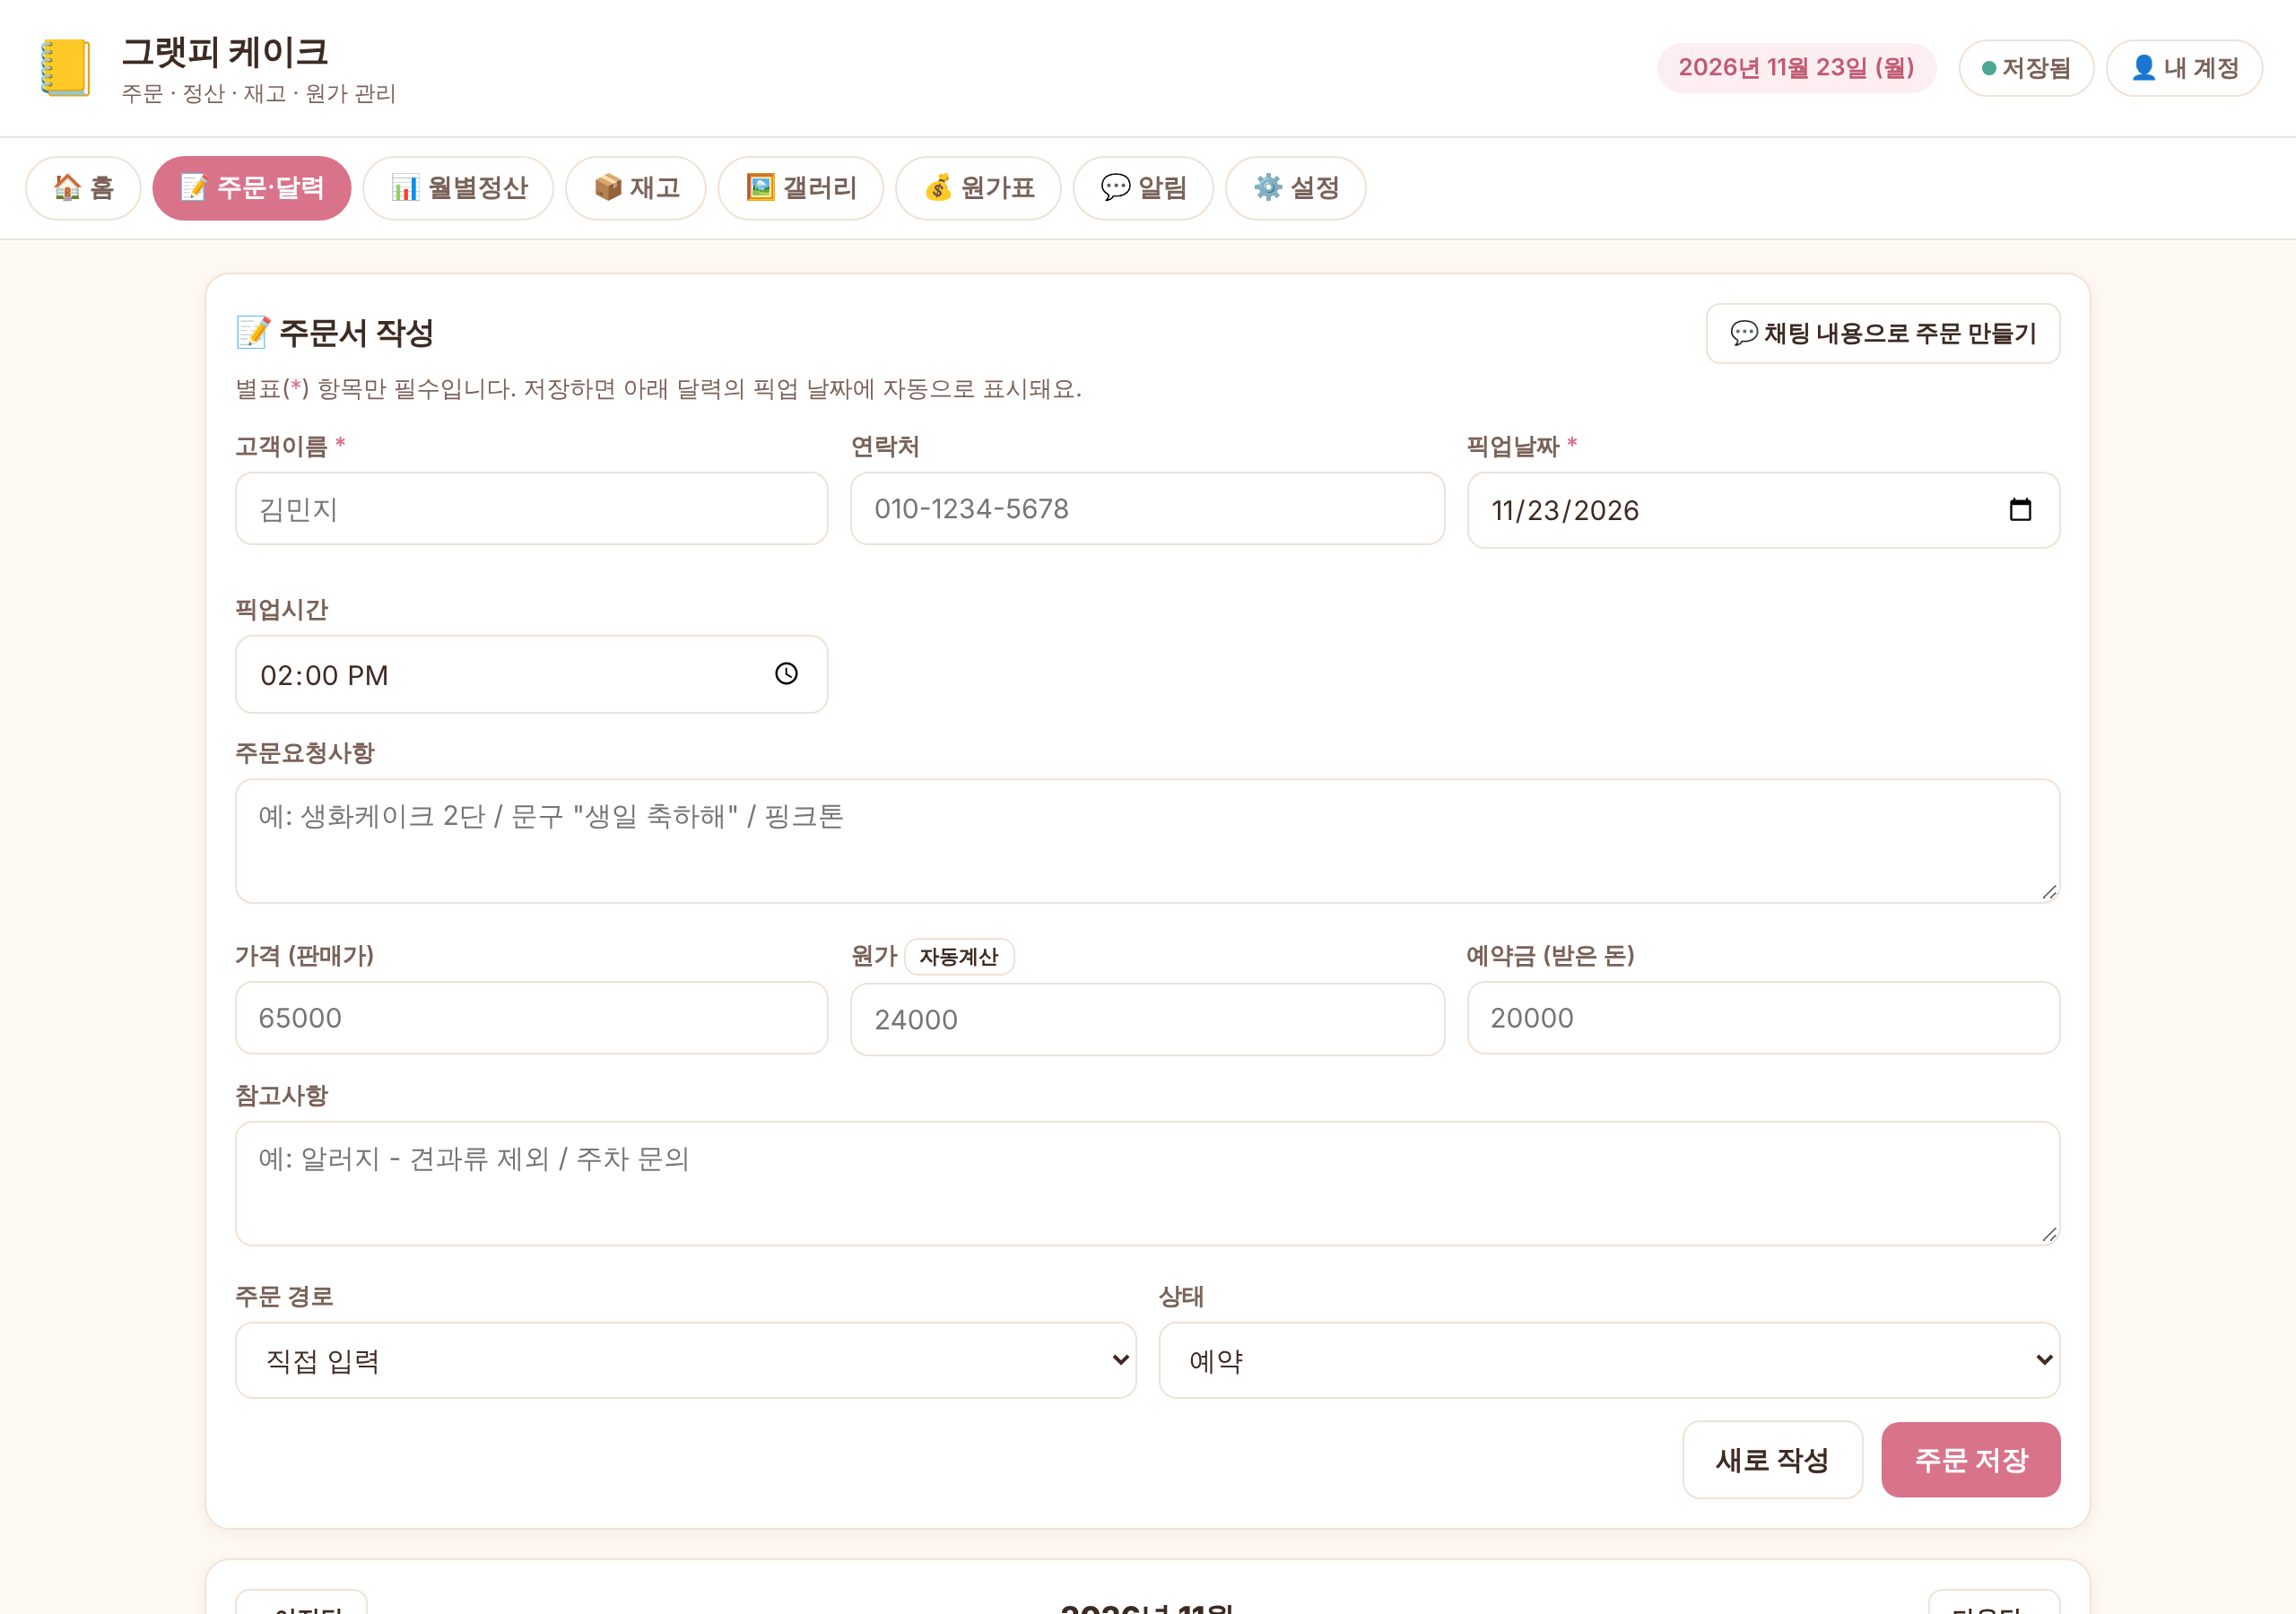 그랫피 케이크
주문 · 정산 · 재고 · 원가 관리
2026년 11월 23일 (월)
저장됨
내 계정
홈
주문·달력
월별정산
재고
갤러리
원가표
알림
설정
주문서 작성
채팅 내용으로 주문 만들기
별표(*) 항목만 필수입니다. 저장하면 아래 달력의 픽업 날짜에 자동으로 표시돼요.
고객이름 *
연락처
픽업날짜 *
김민지
010-1234-5678
11/23/2026
픽업시간
02:00 PM
주문요청사항
예: 생화케이크 2단 / 문구 "생일 축하해" / 핑크톤
가격 (판매가)
원가 자동계산
예약금 (받은 돈)
65000
24000
20000
참고사항
예: 알러지 - 견과류 제외 / 주차 문의
주문 경로
상태
직접 입력
예약
새로 작성
주문 저장
2026년 11월